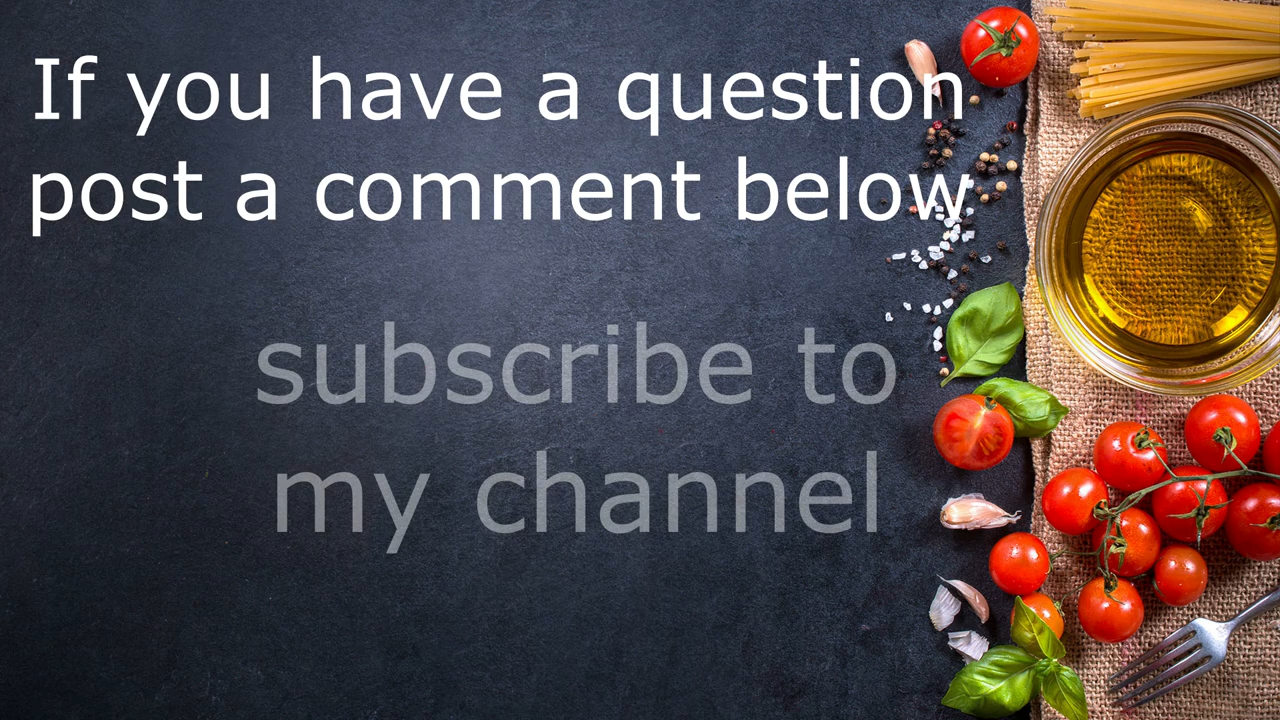 If you have a question
post a comment below
subscribe to
my channel